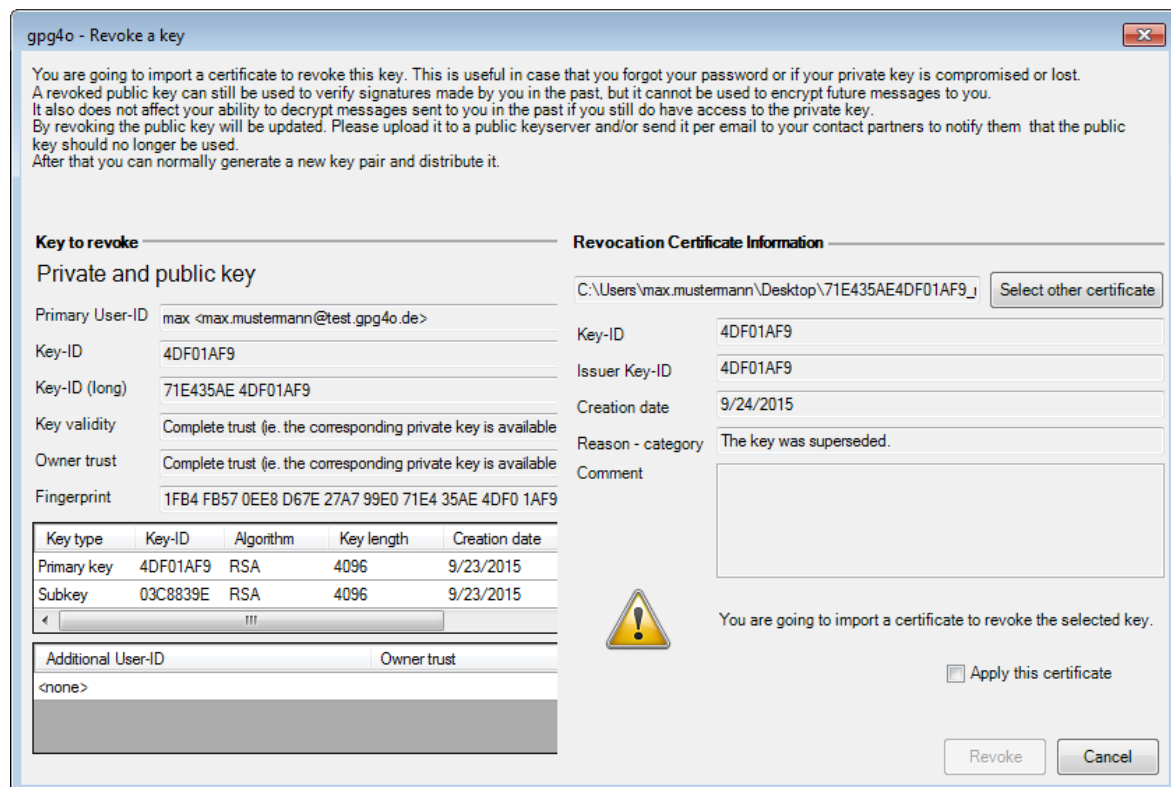 gpg4o - Revoke a key
You are going to import a certificate to revoke this key. This is useful in case that you forgot your password or if your private key is compromised or lost.
A revoked public key can still be used to verify signatures made by you in the past, but it cannot be used to encrypt future messages to you.
It also does not affect your ability to decrypt messages sent to you in the past if you still do have access to the private key.
By revoking the public key will be updated. Please upload it to a public keyserver and/or send it per email to your contact partners to notify them that the public
key should no longer be used.
After that you can normally generate a new key pair and distribute it.
Key to revoke
Private and public key
Primary User-ID max <max.mustermann@test.gpg4o.de>
Key-ID 4DF01AF9
Key-ID (long) 71E435AE 4DF01AF9
Key validity Complete trust (ie. the corresponding private key is available
Owner trust Complete trust (ie. the corresponding private key is available
Fingerprint 1FB4 FB57 0EE8 D67E 27A7 99E0 71E4 35AE 4DF0 1AF9
Key type Key-ID Algorithm Key length Creation date
Primary key 4DF01AF9 RSA 4096 9/23/2015
Subkey 03C8839E RSA 4096 9/23/2015
Additional User-ID Owner trust
<none>
Revocation Certificate Information
C:\Users\max.mustermann\Desktop\71E435AE4DF01AF9_ Select other certificate
Key-ID 4DF01AF9
Issuer Key-ID 4DF01AF9
Creation date 9/24/2015
Reason - category The key was superseded.
Comment
You are going to import a certificate to revoke the selected key.
Apply this certificate
Revoke Cancel